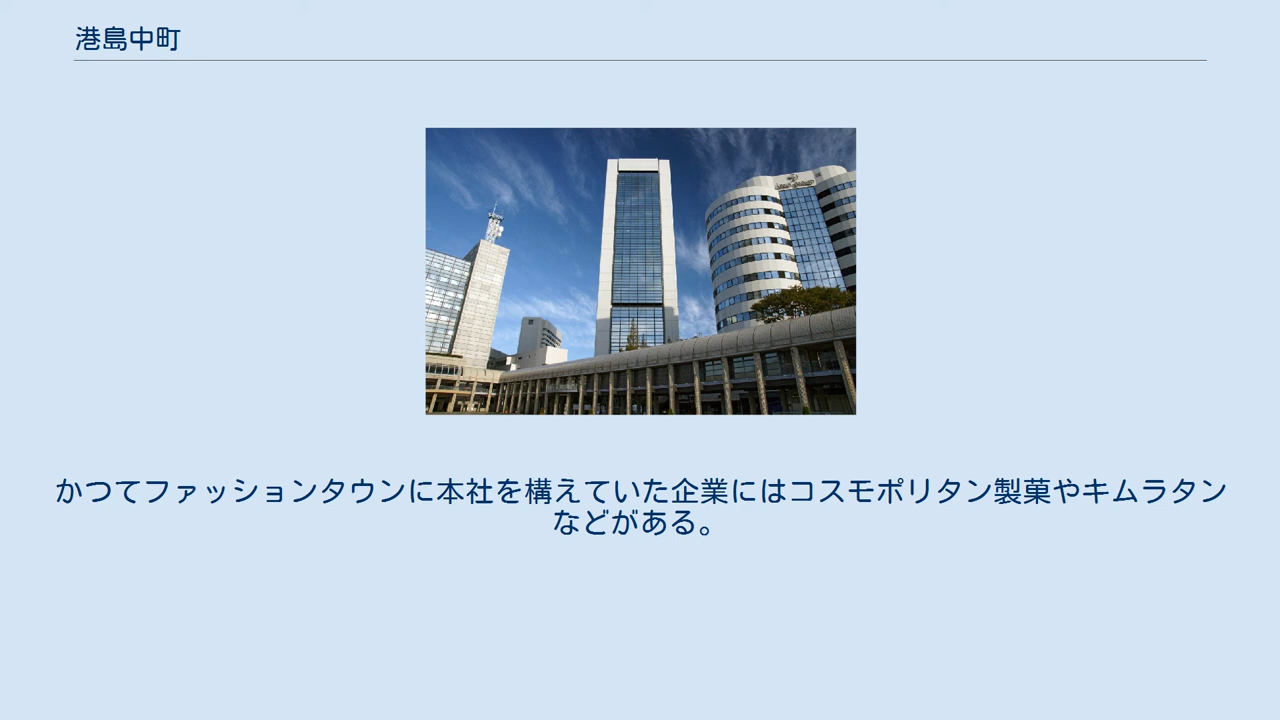 港島中町
かつてファッションタウンに本社を構えていた企業にはコスモポリタン製菓やキムラタン
などがある。